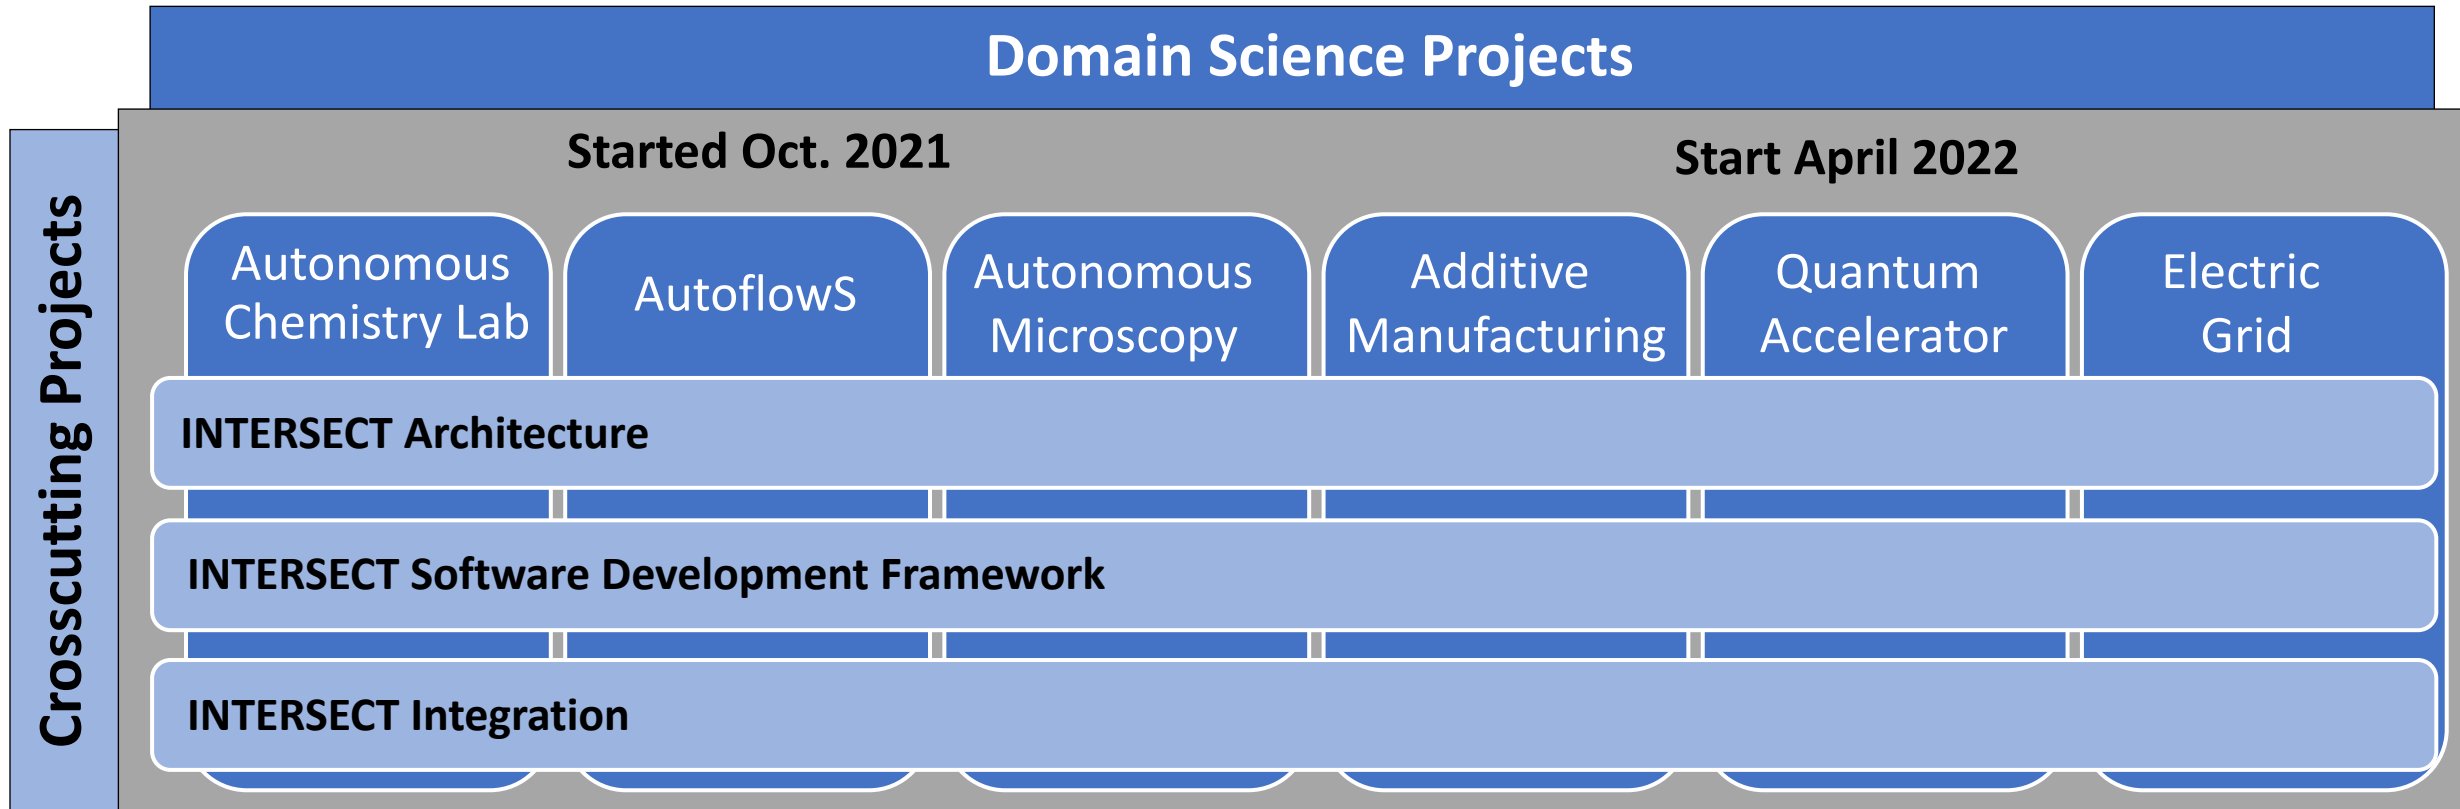 Domain Science Projects
Crosscutting Projects
Started Oct. 2021
Start April 2022
Autonomous
Chemistry Lab
AutoflowS
Autonomous
Microscopy
Additive
Manufacturing
Quantum
Accelerator
Electric
Grid
INTERSECT Architecture
INTERSECT Software Development Framework
INTERSECT Integration